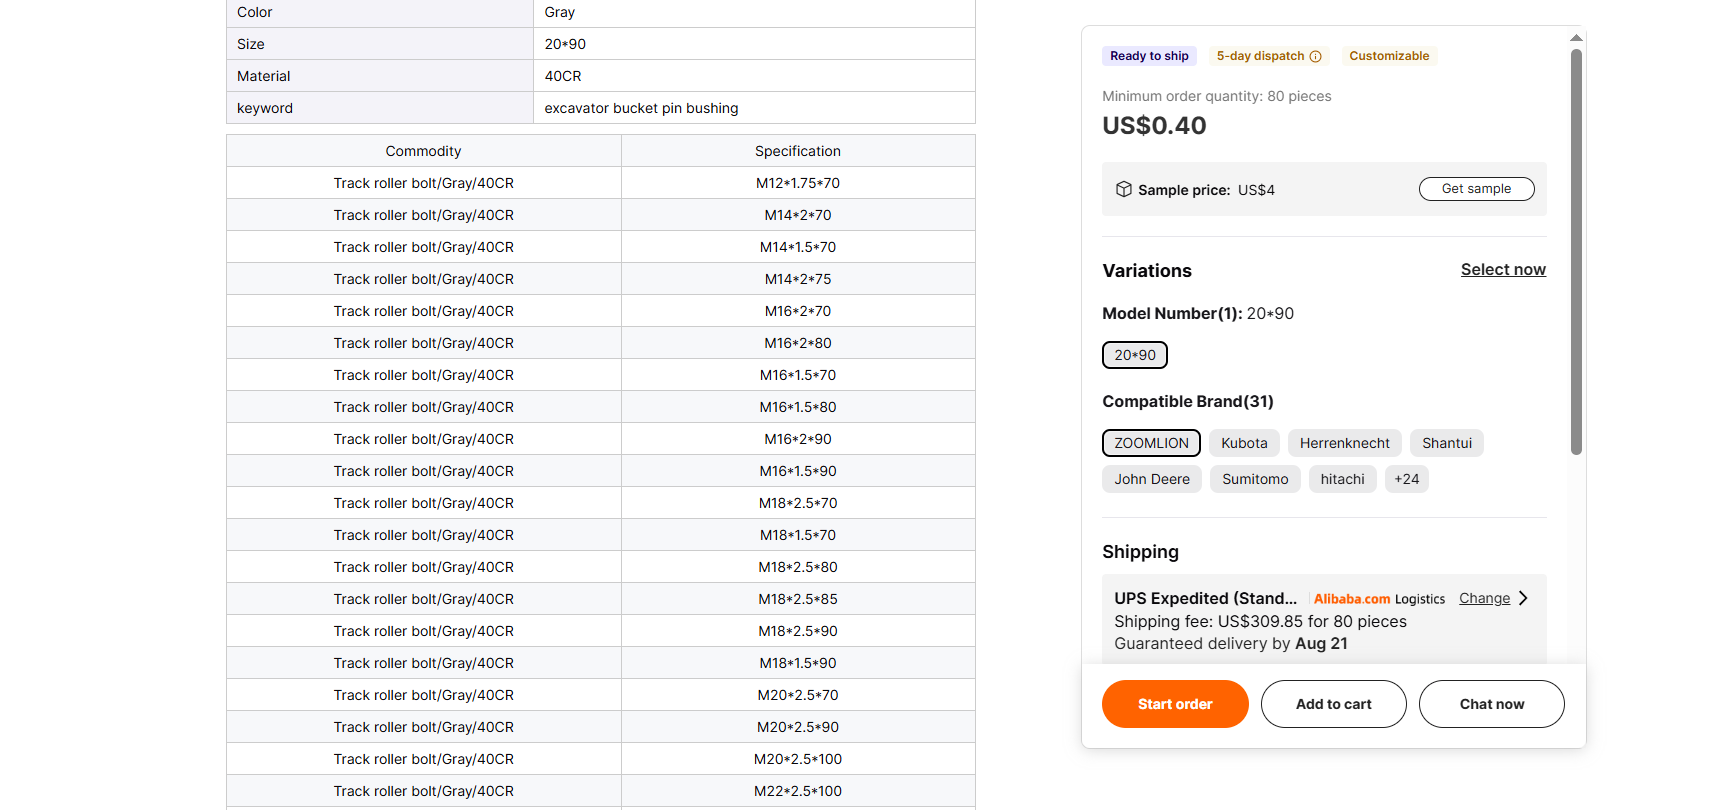 Color Gray
Size 20*90
Material 40CR
keyword excavator bucket pin bushing
Commodity Specification
Track roller bolt/Gray/40CR M12*1.75*70
Track roller bolt/Gray/40CR M14*2*70
Track roller bolt/Gray/40CR M14*1.5*70
Track roller bolt/Gray/40CR M14*2*75
Track roller bolt/Gray/40CR M16*2*70
Track roller bolt/Gray/40CR M16*2*80
Track roller bolt/Gray/40CR M16*1.5*70
Track roller bolt/Gray/40CR M16*1.5*80
Track roller bolt/Gray/40CR M16*2*90
Track roller bolt/Gray/40CR M16*1.5*90
Track roller bolt/Gray/40CR M18*2.5*70
Track roller bolt/Gray/40CR M18*1.5*70
Track roller bolt/Gray/40CR M18*2.5*80
Track roller bolt/Gray/40CR M18*2.5*85
Track roller bolt/Gray/40CR M18*2.5*90
Track roller bolt/Gray/40CR M18*1.5*90
Track roller bolt/Gray/40CR M20*2.5*70
Track roller bolt/Gray/40CR M20*2.5*90
Track roller bolt/Gray/40CR M20*2.5*100
Track roller bolt/Gray/40CR M22*2.5*100
Ready to ship 5-day dispatch Customizable
Minimum order quantity: 80 pieces
US$0.40
Sample price: US$4 Get sample
Variations Select now
Model Number(1): 20*90
20*90
Compatible Brand(31)
ZOOMLION Kubota Herrenknecht Shantui
John Deere Sumitomo hitachi +24
Shipping
UPS Expedited (Stand... Alibaba.com Logistics Change
Shipping fee: US$309.85 for 80 pieces
Guaranteed delivery by Aug 21
Start order Add to cart Chat now